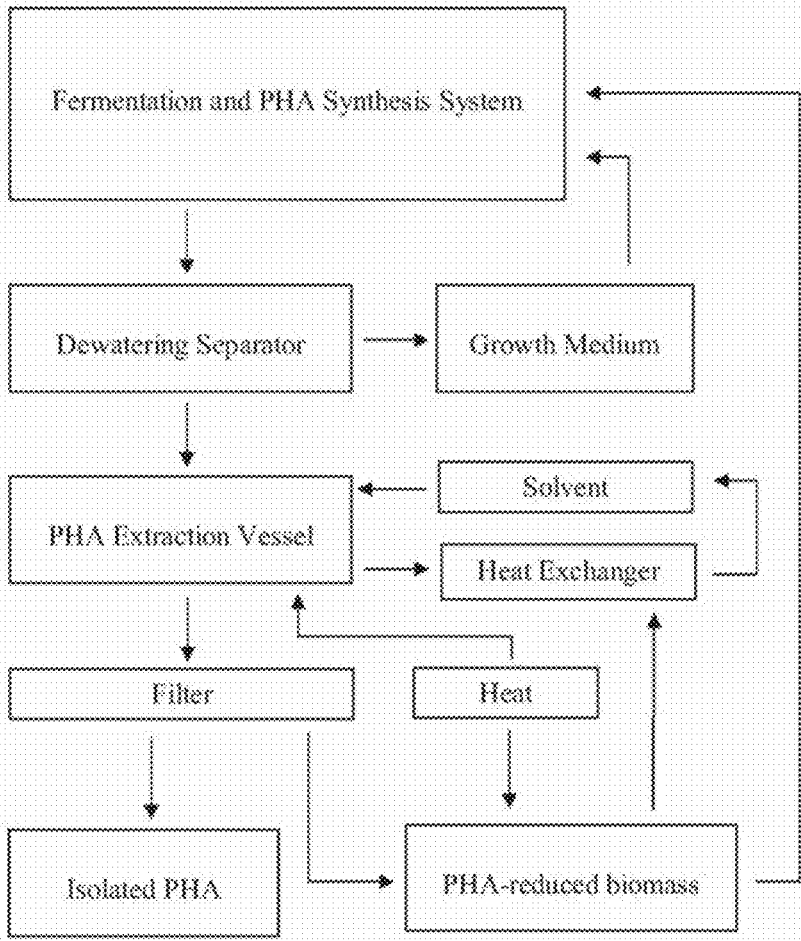 Fermentation and PHA Synthesis System
Dewatering Separator
Growth Medium
Solvent
PHA Extraction Vessel
Heat Exchanger
Filter
Heat
Isolated PHA
PHA-reduced biomass